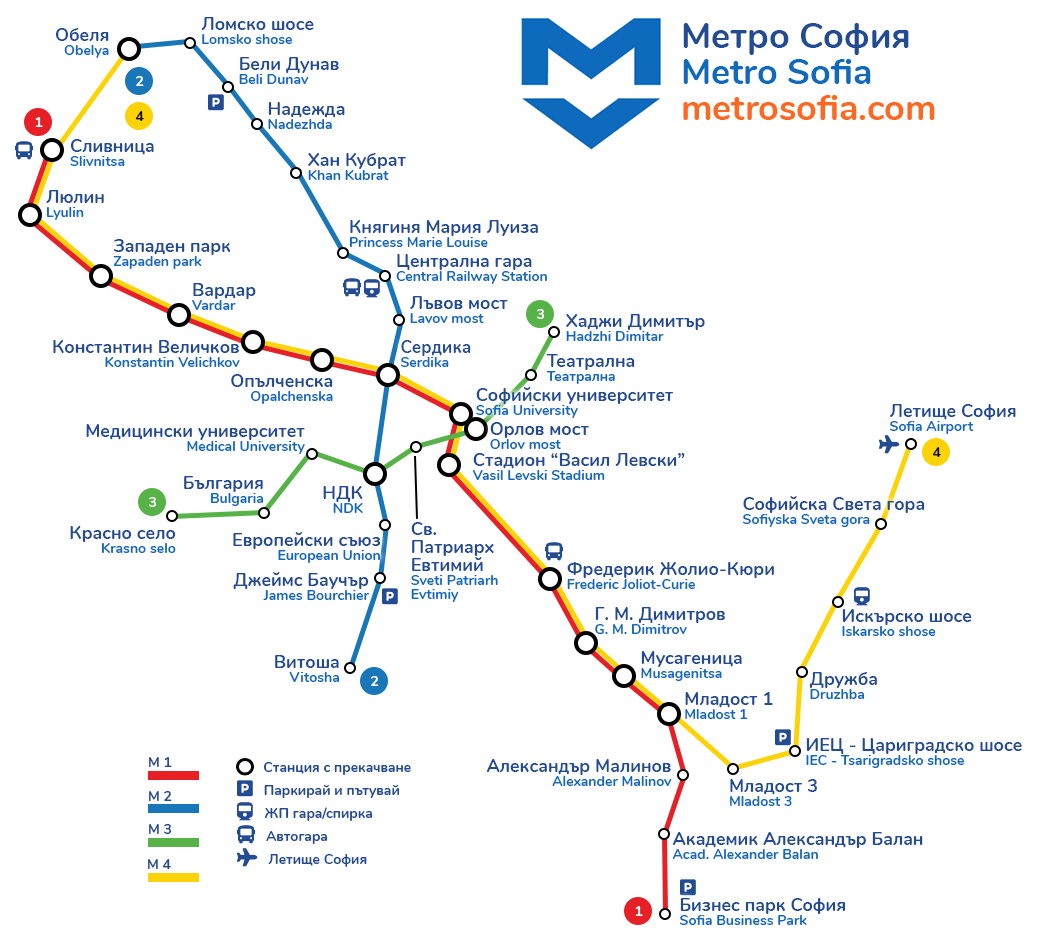 Метро София
Metro Sofia
metrosofia.com
Обеля
Obelya
2
4
Ломско шосе
Lomsko shose
Бели Дунав
Beli Dunav
P
Надежда
Nadezhda
1
Сливница
Slivnitsa
Хан Кубрат
Khan Kubrat
Люлин
Lyulin
Княгиня Мария Луиза
Princess Marie Louise
Западен парк
Zapaden park
Централна гара
Central Railway Station
Вардар
Vardar
Лъвов мост
Lavov most
3
Хаджи Димитър
Hadzhi Dimitar
Константин Величков
Konstantin Velichkov
Сердика
Serdika
Театрална
Театрална
Опълченска
Opalchenska
Софийски университет
Sofia University
Орлов мост
Orlov most
Летище София
Sofia Airport
4
Медицински университет
Medical University
Стадион “Васил Левски”
Vasil Levski Stadium
България
Bulgaria
НДК
NDK
3
Красно село
Krasno selo
Софийска Света гора
Sofiyska Sveta gora
Европейски съюз
European Union
Св.
Патриарх
Евтимий
Sveti Patriarh
Evtimiy
Джеймс Баучър
James Bourchier
P
Фредерик Жолио-Кюри
Frederic Joliot-Curie
Г. М. Димитров
G. M. Dimitrov
Искърско шосе
Iskarsko shose
Витоша
Vitosha
2
Мусагеница
Musagenitsa
Дружба
Druzhba
Младост 1
Mladost 1
P
ИЕЦ - Цариградско шосе
IEC - Tsarigradsko shose
Александър Малинов
Alexander Malinov
Младост 3
Mladost 3
Академик Александър Балан
Acad. Alexander Balan
P
1
Бизнес парк София
Sofia Business Park
M 1
M 2
M 3
M 4
Станция с прекачване
P Паркирай и пътувай
ЖП гара/спирка
Автогара
Летище София